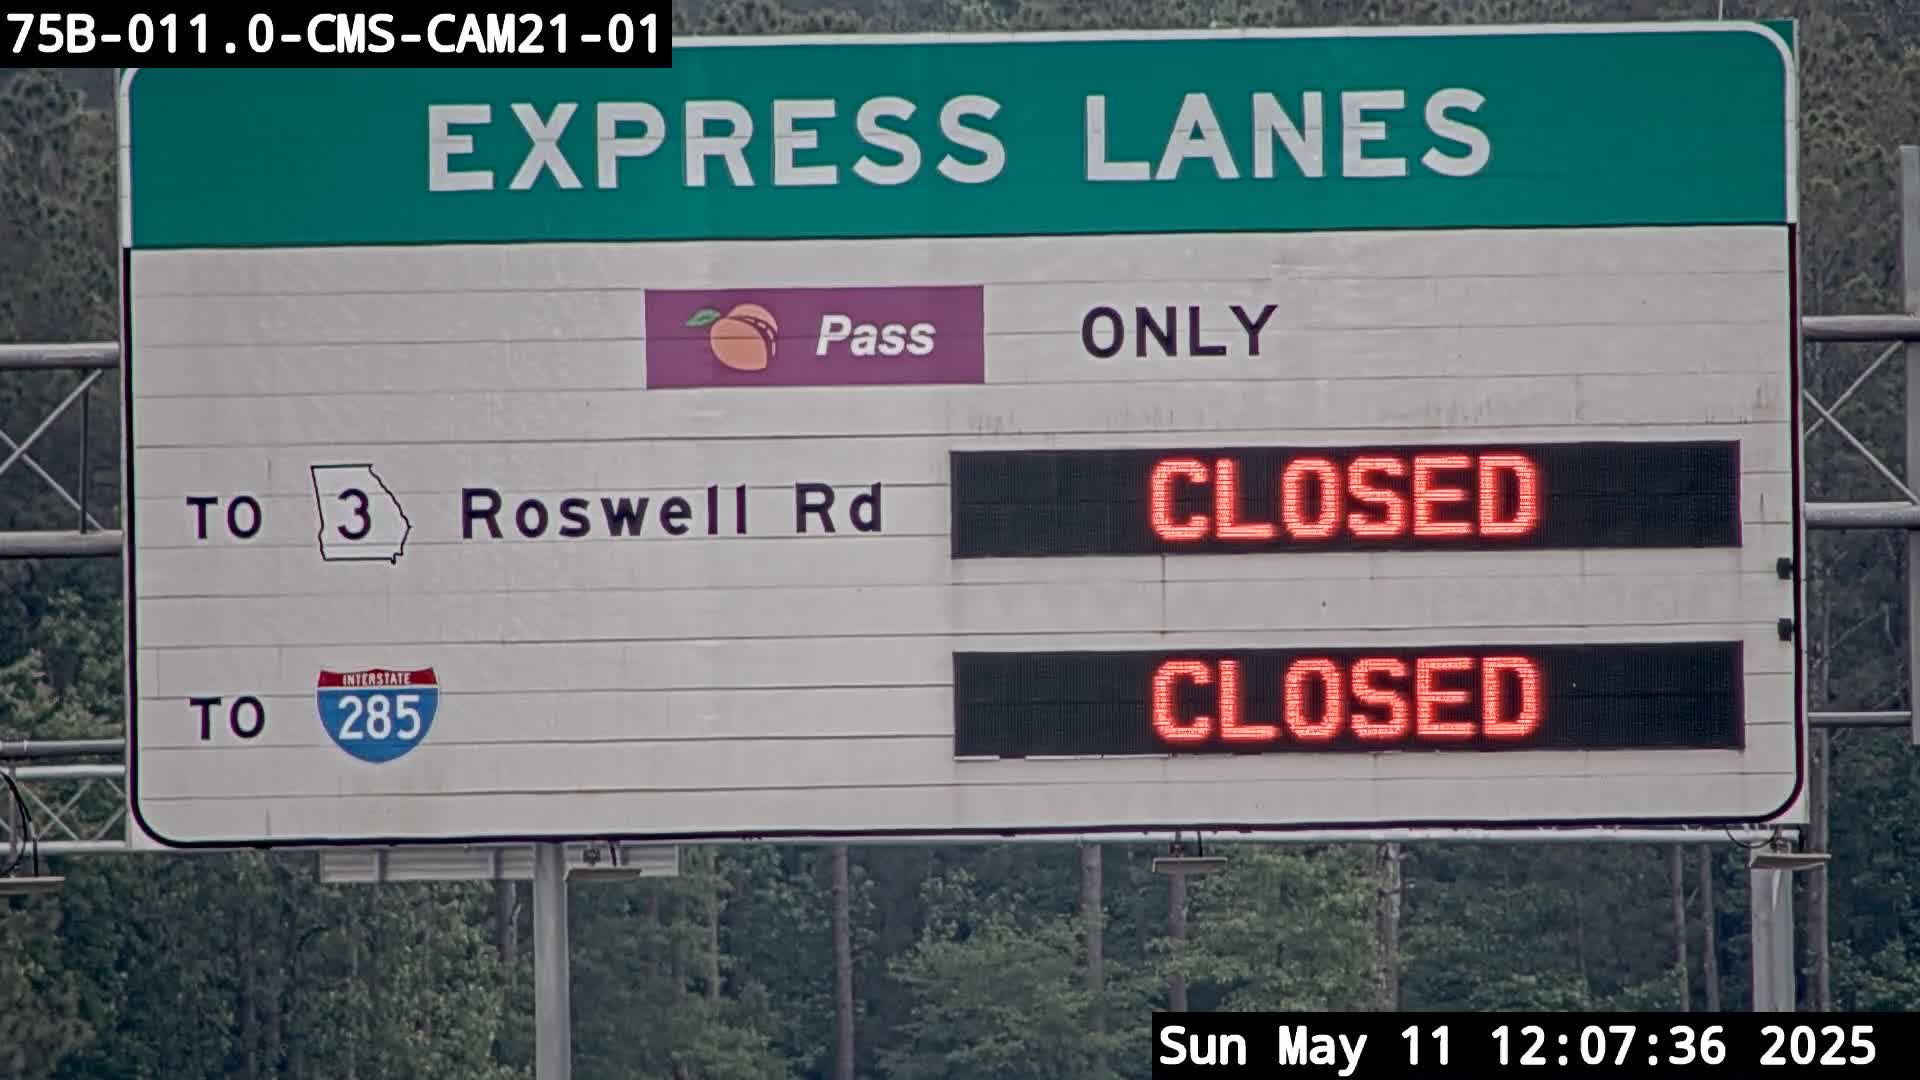 75B-011.0-CMS-CAM21-01
EXPRESS LANES
Pass ONLY
TO 3 Roswell Rd CLOSED
TO INTERSTATE 285 CLOSED
Sun May 11 12:07:36 2025